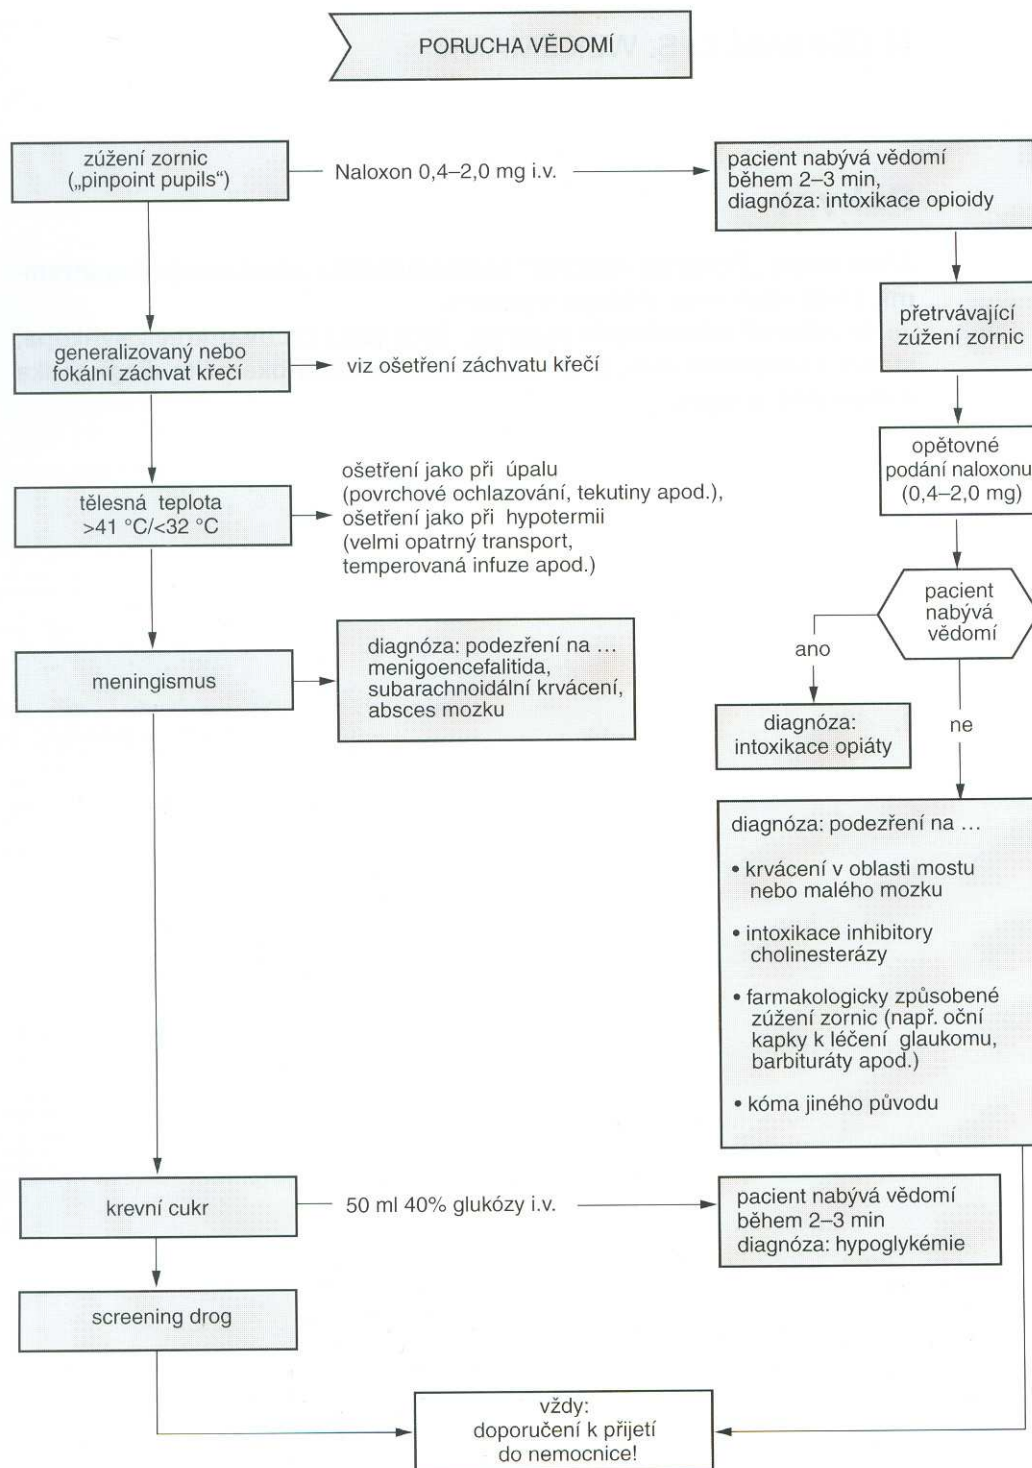 PORUCHA VĚDOMÍ
zúžení zornic
(„pinpoint pupils“)
Naloxon 0,4–2,0 mg i.v.
pacient nabývá vědomí
během 2–3 min,
diagnóza: intoxikace opioidy
přetrvávající
zúžení zornic
generalizovaný nebo
fokální záchvat křečí
viz ošetření záchvatu křečí
opětovné
podání naloxonu
(0,4–2,0 mg)
tělesná teplota
>41 °C/<32 °C
ošetření jako při úpalu
(povrchové ochlazování, tekutiny apod.),
ošetření jako při hypotermii
(velmi opatrný transport,
temperovaná infuze apod.)
pacient
nabývá
vědomí
ano
ne
meningismus
diagnóza: podezření na …
menigoencefalitida,
subarachnoidální krvácení,
absces mozku
diagnóza:
intoxikace opiáty
diagnóza: podezření na …
• krvácení v oblasti mostu
nebo malého mozku
• intoxikace inhibitory
cholinesterázy
• farmakologicky způsobené
zúžení zornic (např. oční
kapky k léčení glaukomu,
barbituráty apod.)
• kóma jiného původu
krevní cukr
50 ml 40% glukózy i.v.
pacient nabývá vědomí
během 2–3 min
diagnóza: hypoglykémie
screening drog
vždy:
doporučení k přijetí
do nemocnice!